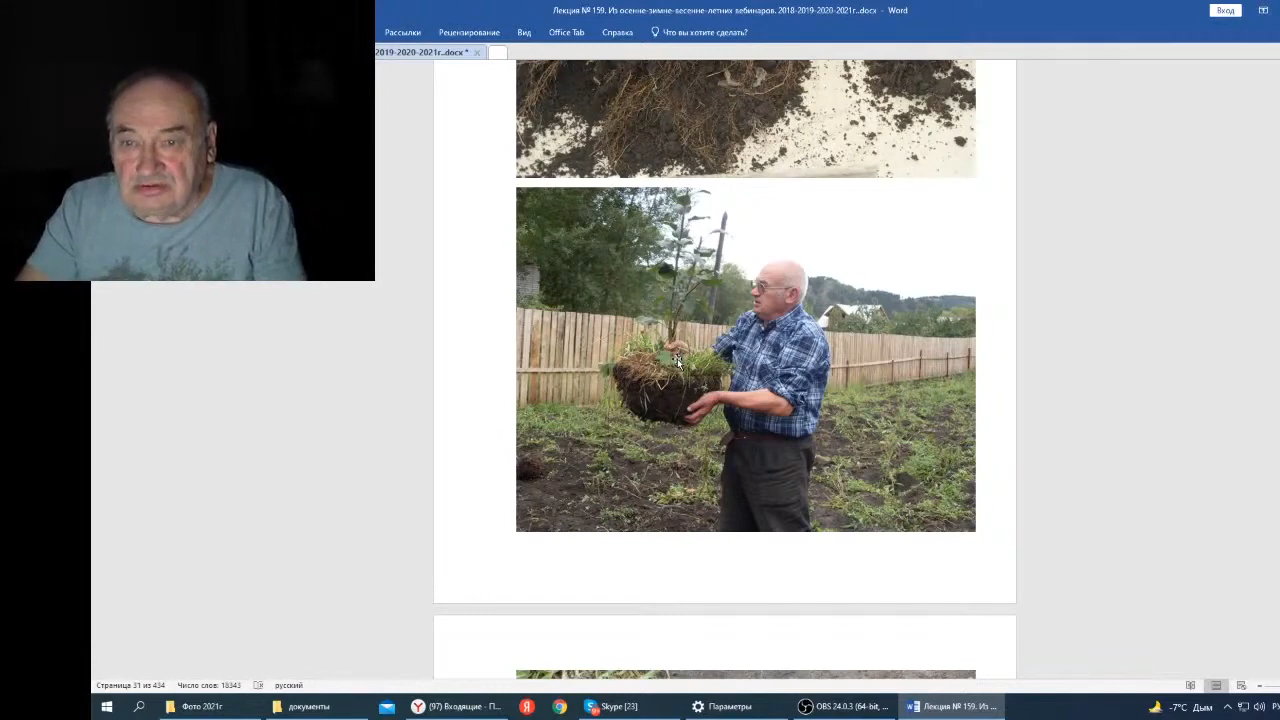 Лекция № 159. Из осенне-зимне-весенне-летних вебинаров. 2018-2019-2020-2021г..docx - Word
Вход
Рассылки Рецензирование Вид Office Tab Справка Что вы хотите сделать?
2019-2020-2021г..docx *
Страница 31 из 434 Число слов: 18343 русский
Фото 2021г
документы
(97) Входящие - П...
Skype [23]
Параметры
OBS 24.0.3 (64-bit, ...
Лекция № 159. Из ...
-7°C Дым